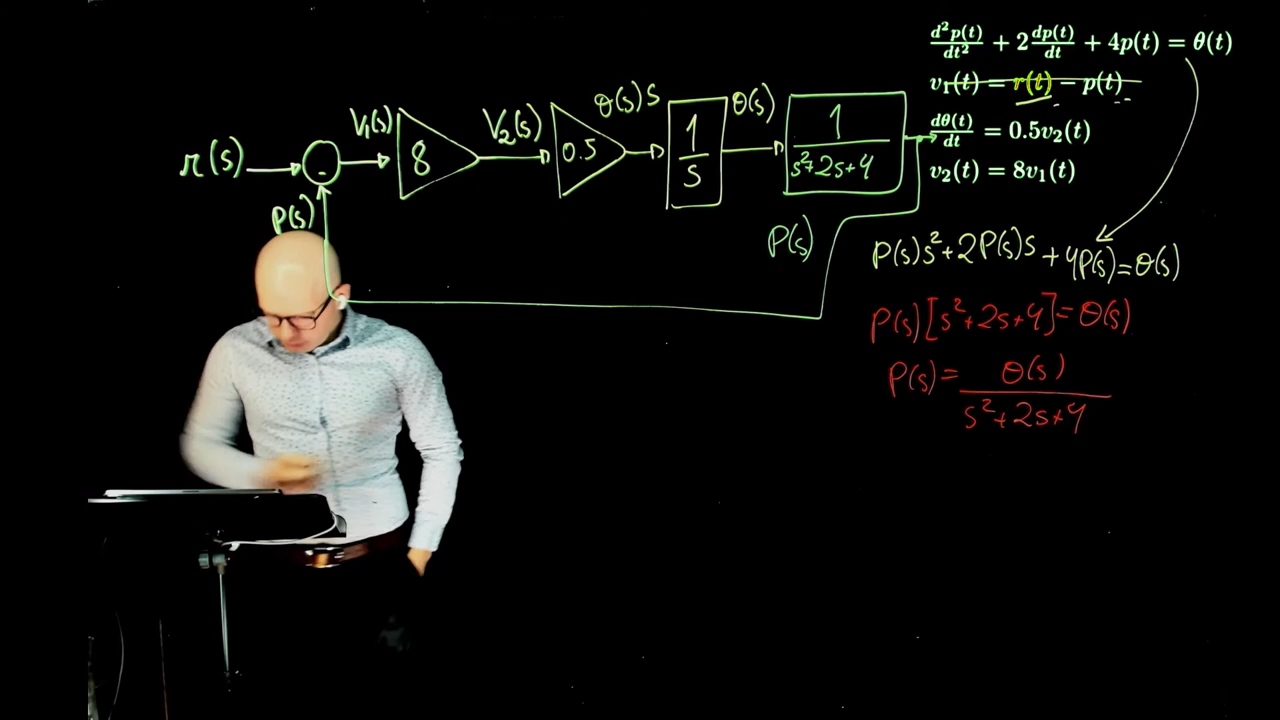 d²p(t)/dt² + 2 dp(t)/dt + 4p(t) = θ(t)
v₁(t) = r(t) − p(t)
dθ(t)/dt = 0.5v₂(t)
v₂(t) = 8v₁(t)
r(s)
-
P(s)
V₁(s)
8
V₂(s)
0.5
θ(s)s
1/s
θ(s)
1/(s²+2s+4)
P(s)
P(s)s²+2P(s)s+4P(s)=θ(s)
P(s)[s²+2s+4]=θ(s)
P(s)= θ(s)/(s²+2s+4)